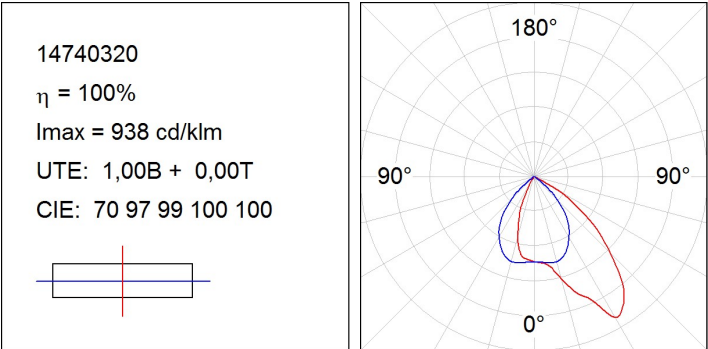 14740320
η = 100%
Imax = 938 cd/klm
UTE:  1,00B +  0,00T
CIE:  70 97 99 100 100
180°
90°
90°
0°